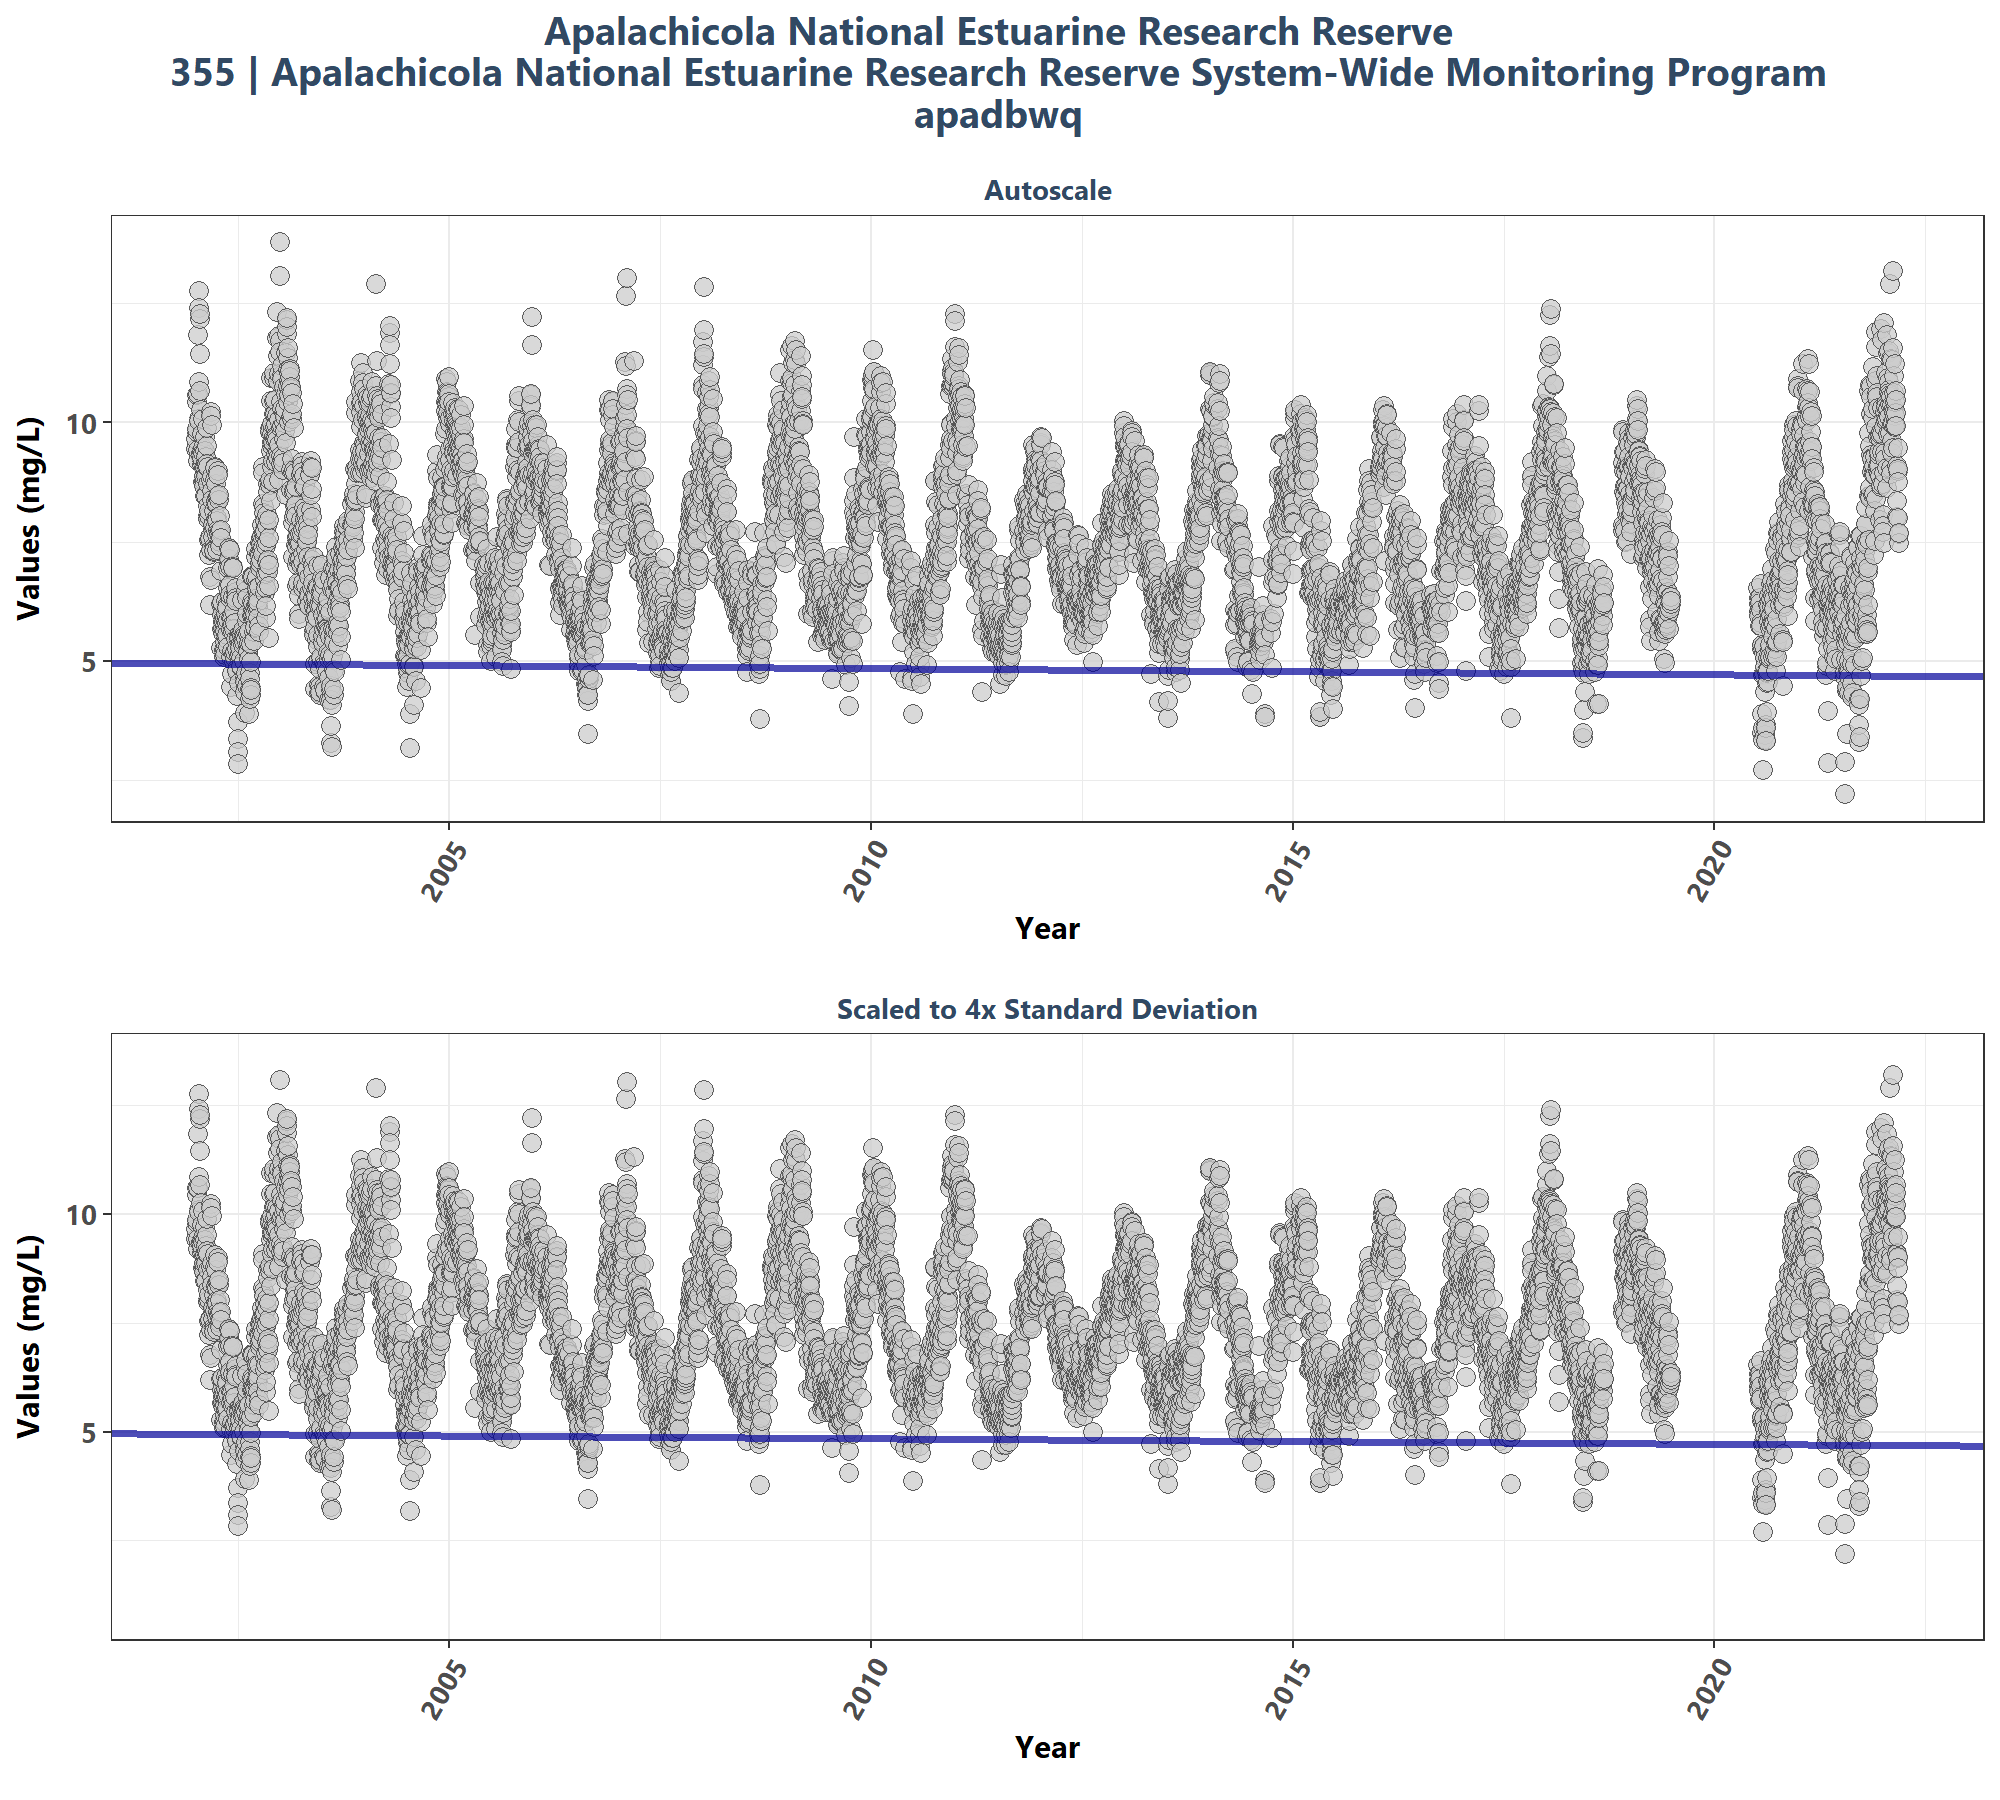 Apalachicola National Estuarine Research Reserve
355 | Apalachicola National Estuarine Research Reserve System-Wide Monitoring Program
apadbwq
Autoscale
Values (mg/L)
10
5
2005
2010
2015
2020
Year
Scaled to 4x Standard Deviation
Values (mg/L)
10
5
2005
2010
2015
2020
Year